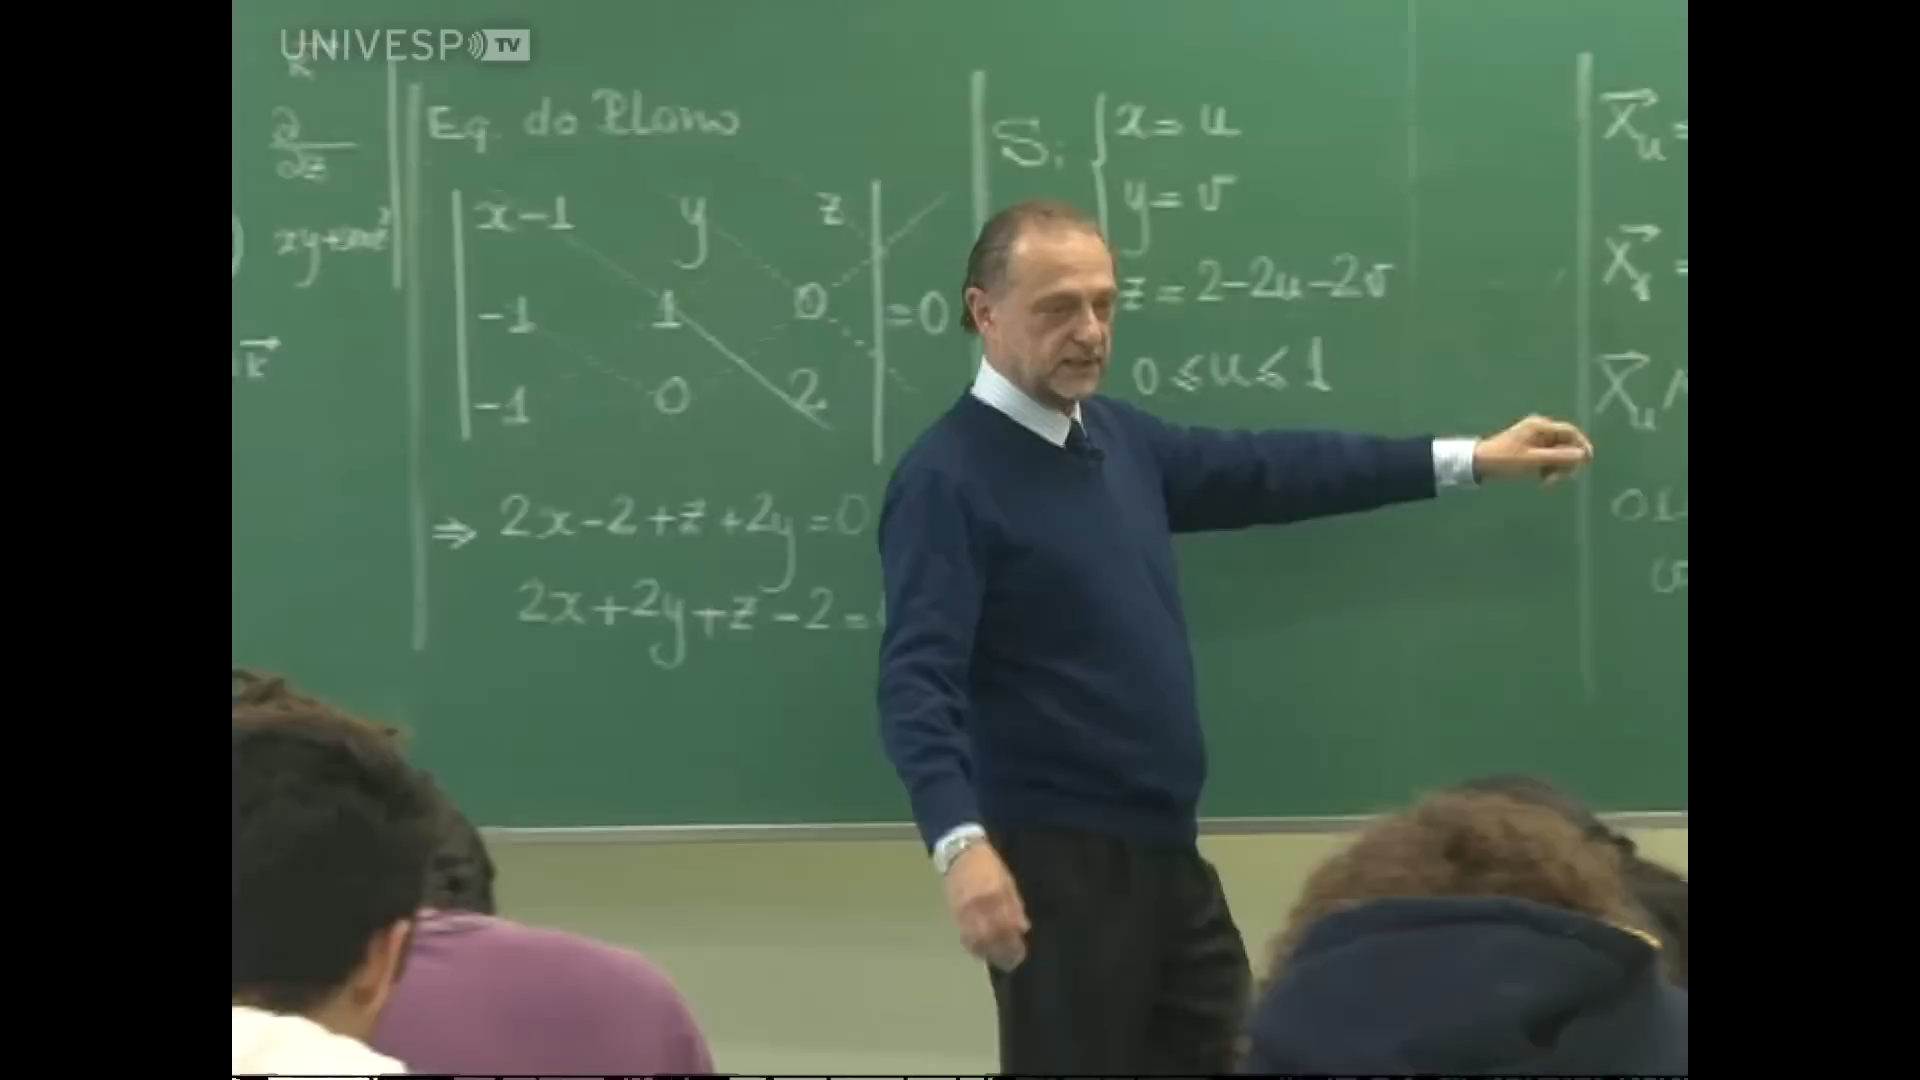 UNIVESP TV
∂/∂z
xy+
k⃗
Eq. do Plano
| x-1 y z |
| -1 1 0 | = 0
| -1 0 2 |
⇒ 2x-2+z+2y=0
2x+2y+z-2=
S: { x= u
y= v
z= 2-2u-2v
0 ≤ u ≤ 1
X⃗u =
X⃗v =
X⃗u ∧